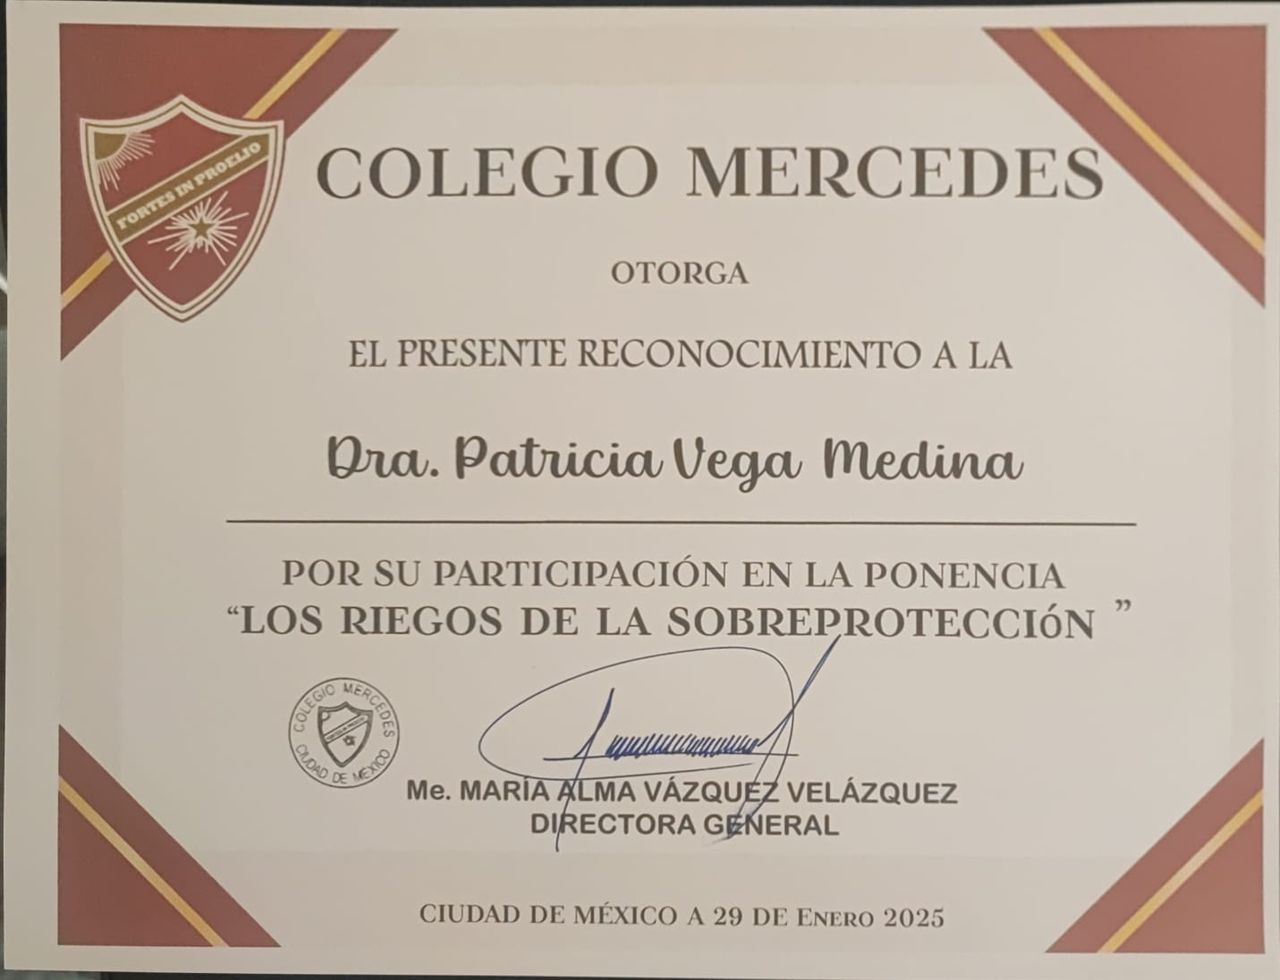 FORTES IN PROELIO
COLEGIO MERCEDES
OTORGA
EL PRESENTE RECONOCIMIENTO A LA
Dra. Patricia Vega Medina
POR SU PARTICIPACIÓN EN LA PONENCIA
“LOS RIEGOS DE LA SOBREPROTECCIÓN ”
COLEGIO MERCEDES
CIUDAD DE MÉXICO
Me. MARÍA ALMA VÁZQUEZ VELÁZQUEZ
DIRECTORA GENERAL
CIUDAD DE MÉXICO A 29 DE ENERO 2025